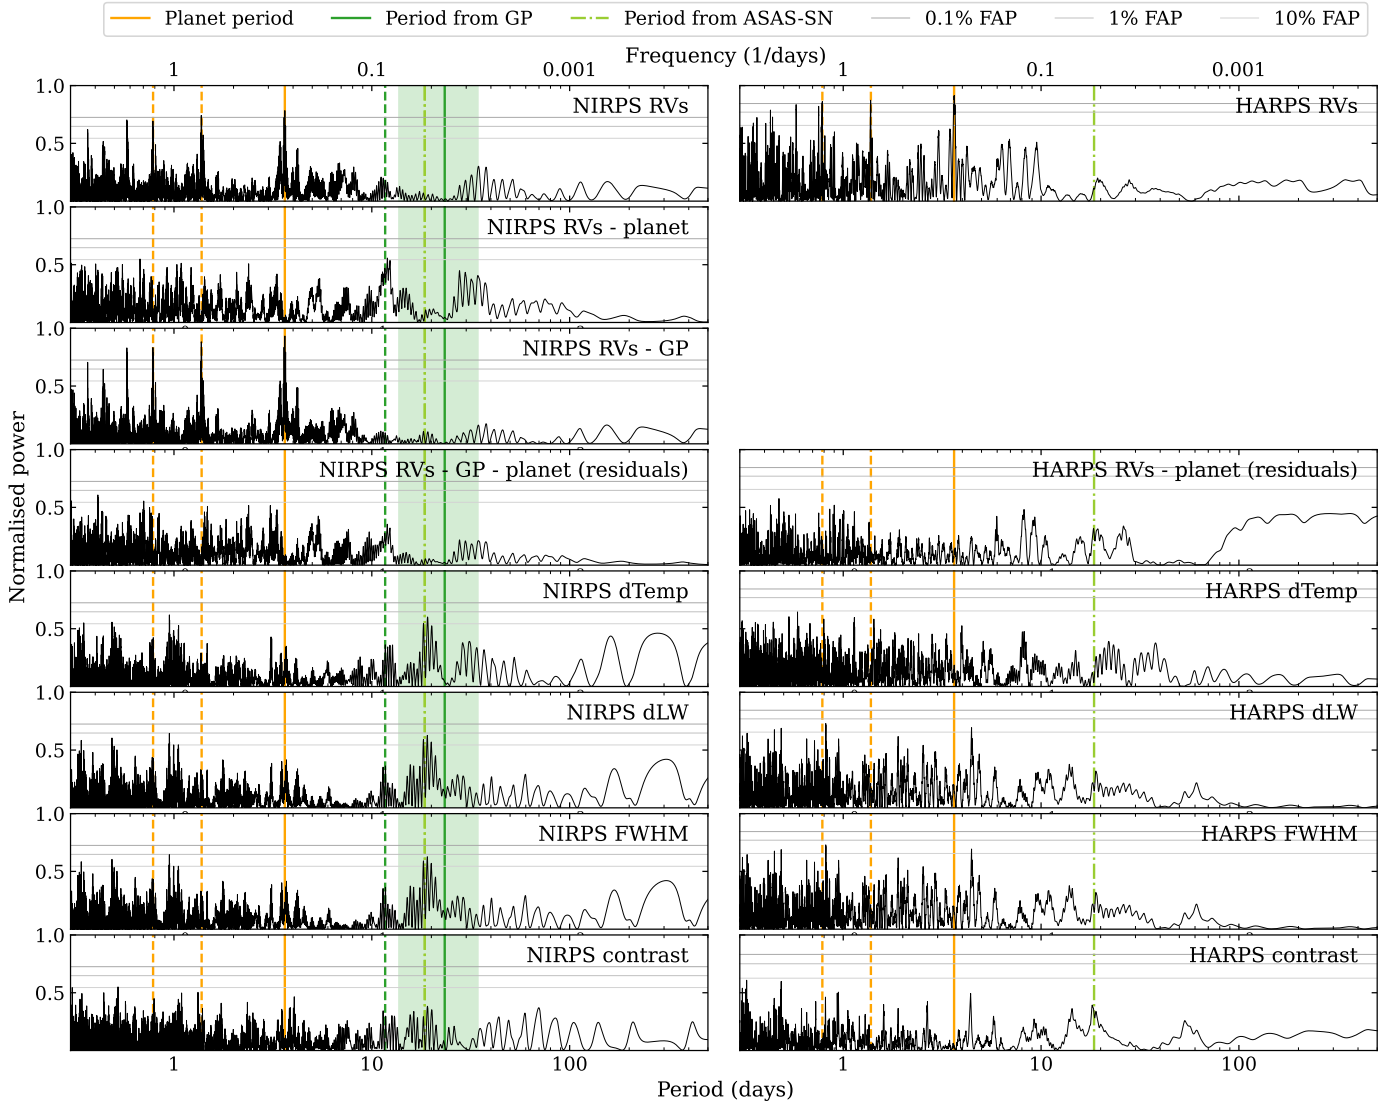 Planet period
Period from GP
Period from ASAS-SN
0.1% FAP
1% FAP
10% FAP
Frequency (1/days)
1 0.1 0.001
1 0.1 0.001
1.0
0.5
NIRPS RVs
HARPS RVs
1.0
0.5
NIRPS RVs - planet
1.0
0.5
NIRPS RVs - GP
1.0
0.5
NIRPS RVs - GP - planet (residuals)
HARPS RVs - planet (residuals)
1.0
0.5
NIRPS dTemp
HARPS dTemp
1.0
0.5
NIRPS dLW
HARPS dLW
1.0
0.5
NIRPS FWHM
HARPS FWHM
1.0
0.5
NIRPS contrast
HARPS contrast
Normalised power
1 10 100
1 10 100
Period (days)